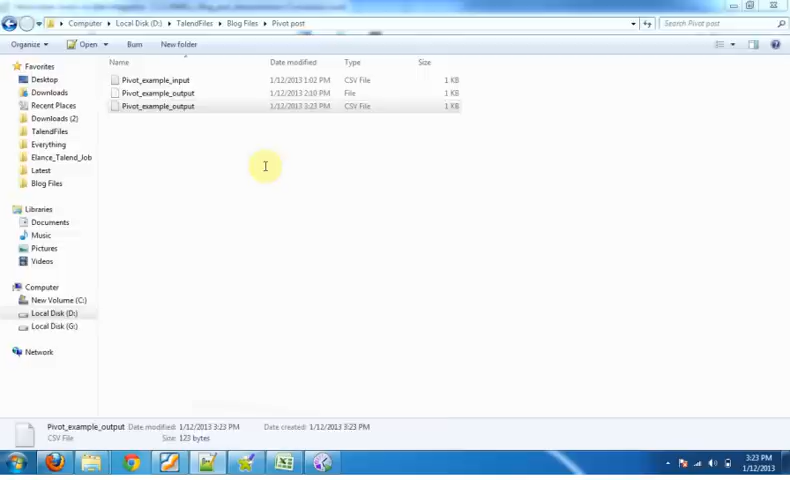 Computer ▸ Local Disk (D:) ▸ TalendFiles ▸ Blog Files ▸ Pivot post
Search Pivot post
Organize Open Burn New folder
Name Date modified Type Size
Pivot_example_input 1/12/2013 1:02 PM CSV File 1 KB
Pivot_example_output 1/12/2013 2:10 PM File 1 KB
Pivot_example_output 1/12/2013 3:23 PM CSV File 1 KB
Favorites
Desktop
Downloads
Recent Places
Downloads (2)
TalendFiles
Everything
Elance_Talend_Job
Latest
Blog Files
Libraries
Documents
Music
Pictures
Videos
Computer
New Volume (C:)
Local Disk (D:)
Local Disk (G:)
Network
Pivot_example_output Date modified: 1/12/2013 3:23 PM Date created: 1/12/2013 3:23 PM
CSV File Size: 123 bytes
3:23 PM
1/12/2013